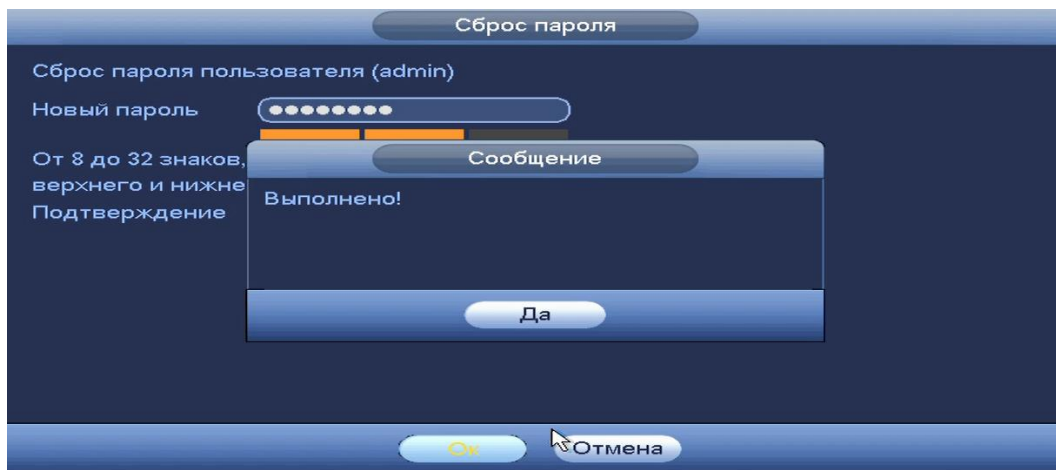 Сброс пароля
Сброс пароля пользователя (admin)
Новый пароль ●●●●●●●●
От 8 до 32 знаков,
верхнего и нижне
Подтверждение
Сообщение
Выполнено!
Да
Ок
Отмена